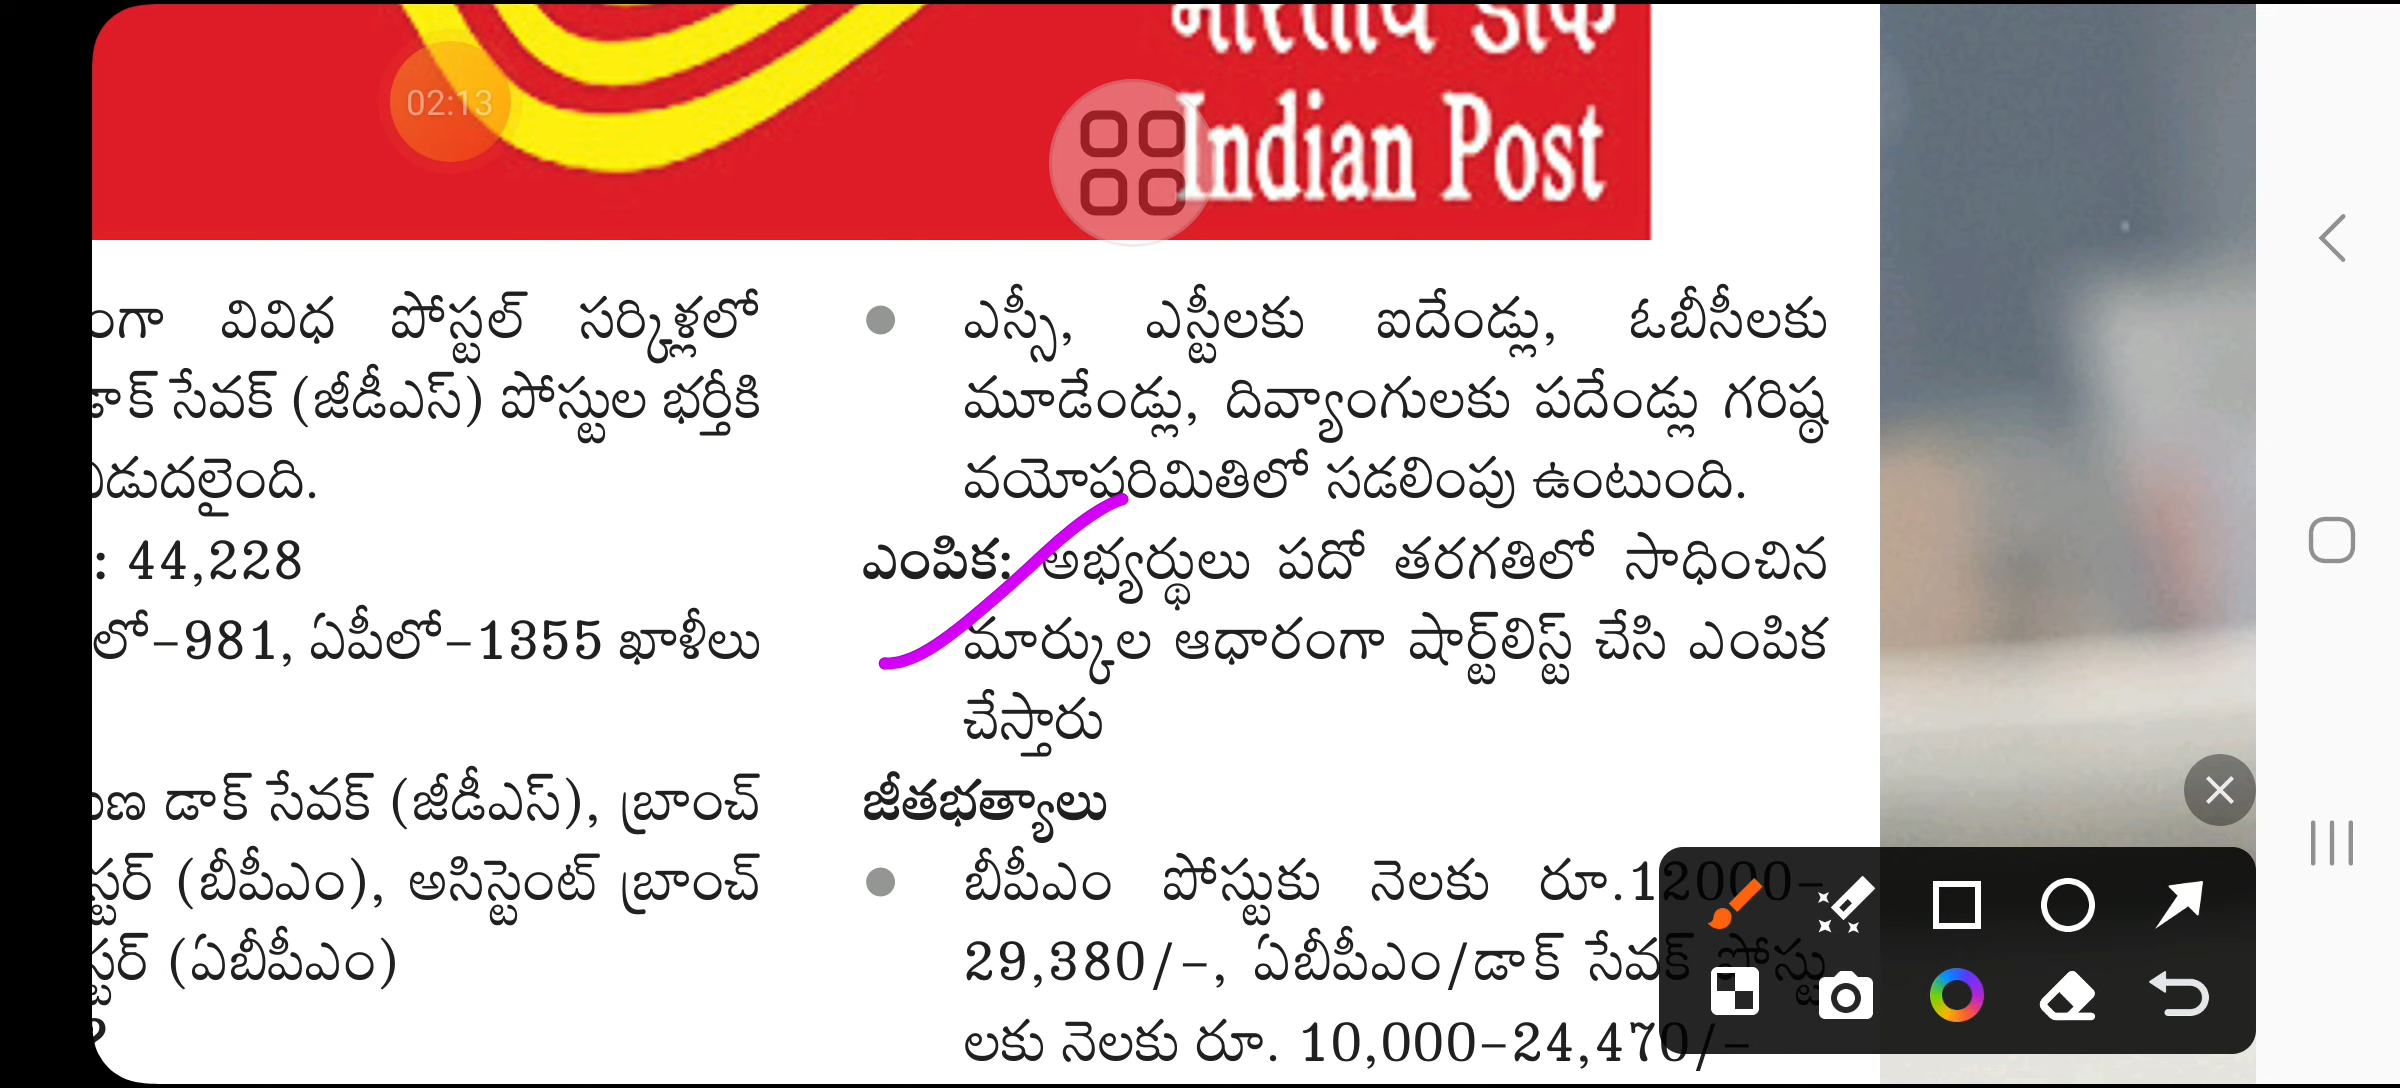 भारतीय डाक
Indian Post
02:13
వివిధ పోస్టల్ సర్కిళ్లలో
డాక్ సేవక్ (జీడీఎస్) పోస్టుల భర్తీకి
విడుదలైంది.
: 44,228
లో-981, ఏపీలో-1355 ఖాళీలు
డాక్ సేవక్ (జీడీఎస్), బ్రాంచ్
(బీపీఎం), అసిస్టెంట్ బ్రాంచ్
(ఏబీపీఎం)
ఎస్సీ, ఎస్టీలకు ఐదేండ్లు, ఓబీసీలకు
మూడేండ్లు, దివ్యాంగులకు పదేండ్లు గరిష్ఠ
వయోపరిమితిలో సడలింపు ఉంటుంది.
ఎంపిక: అభ్యర్థులు పదో తరగతిలో సాధించిన
మార్కుల ఆధారంగా షార్ట్‌లిస్ట్ చేసి ఎంపిక
చేస్తారు
జీతభత్యాలు
బీపీఎం పోస్టుకు నెలకు రూ.12000-
29,380/-, ఏబీపీఎం/డాక్ సేవక్ పోస్టు
లకు నెలకు రూ. 10,000-24,470/-